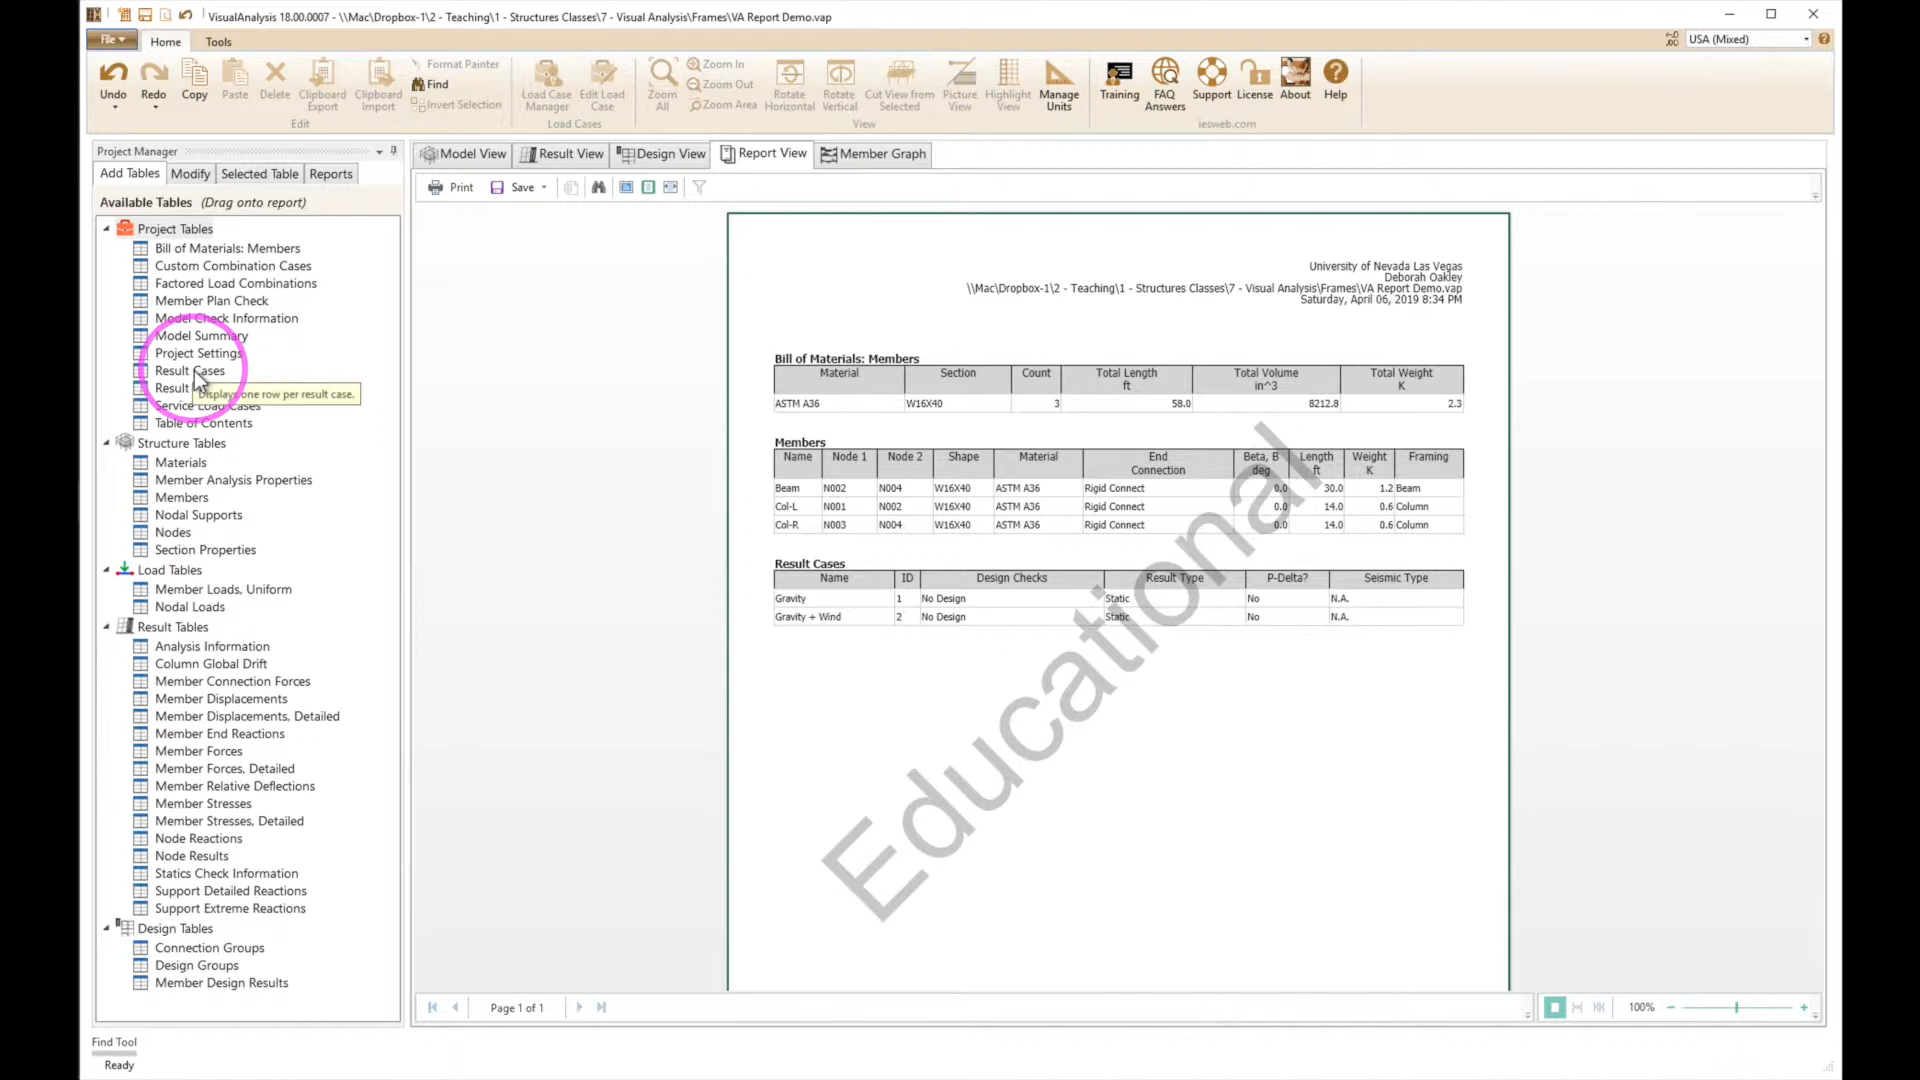 VisualAnalysis 18.00.0007 - \\Mac\Dropbox-1\2 - Teaching\1 - Structures Classes\7 - Visual Analysis\Frames\VA Report Demo.vap
File Home Tools
USA (Mixed)
Undo Redo Copy Paste Delete Clipboard Export Clipboard Import Format Painter Find Invert Selection
Load Case Manager Edit Load Case
Zoom All Zoom In Zoom Out Zoom Area Rotate Horizontal Rotate Vertical Cut View from Selected Picture View Highlight View Manage Units
Training FAQ Answers Support License About Help
Edit Load Cases View iesweb.com
Project Manager
Add Tables Modify Selected Table Reports
Available Tables (Drag onto report)
Project Tables
Bill of Materials: Members
Custom Combination Cases
Factored Load Combinations
Member Plan Check
Model Check Information
Model Summary
Project Settings
Result Cases
Result
Displays one row per result case.
Service Load Cases
Table of Contents
Structure Tables
Materials
Member Analysis Properties
Members
Nodal Supports
Nodes
Section Properties
Load Tables
Member Loads, Uniform
Nodal Loads
Result Tables
Analysis Information
Column Global Drift
Member Connection Forces
Member Displacements
Member Displacements, Detailed
Member End Reactions
Member Forces
Member Forces, Detailed
Member Relative Deflections
Member Stresses
Member Stresses, Detailed
Node Reactions
Node Results
Statics Check Information
Support Detailed Reactions
Support Extreme Reactions
Design Tables
Connection Groups
Design Groups
Member Design Results
Find Tool
Ready
Model View Result View Design View Report View Member Graph
Print Save
University of Nevada Las Vegas
Deborah Oakley
\\Mac\Dropbox-1\2 - Teaching\1 - Structures Classes\7 - Visual Analysis\Frames\VA Report Demo.vap
Saturday, April 06, 2019 8:34 PM
Bill of Materials: Members
Material Section Count Total Length Total Volume Total Weight
ft in^3 K
ASTM A36 W16X40 3 58.0 8212.8 2.3
Members
Name Node 1 Node 2 Shape Material End Beta, B Length Weight Framing
Connection deg ft K
Beam N002 N004 W16X40 ASTM A36 Rigid Connect 0.0 30.0 1.2 Beam
Col-L N001 N002 W16X40 ASTM A36 Rigid Connect 0.0 14.0 0.6 Column
Col-R N003 N004 W16X40 ASTM A36 Rigid Connect 0.0 14.0 0.6 Column
Result Cases
Name ID Design Checks Result Type P-Delta? Seismic Type
Gravity 1 No Design Static No N.A.
Gravity + Wind 2 No Design Static No N.A.
Educational
Page 1 of 1
100%